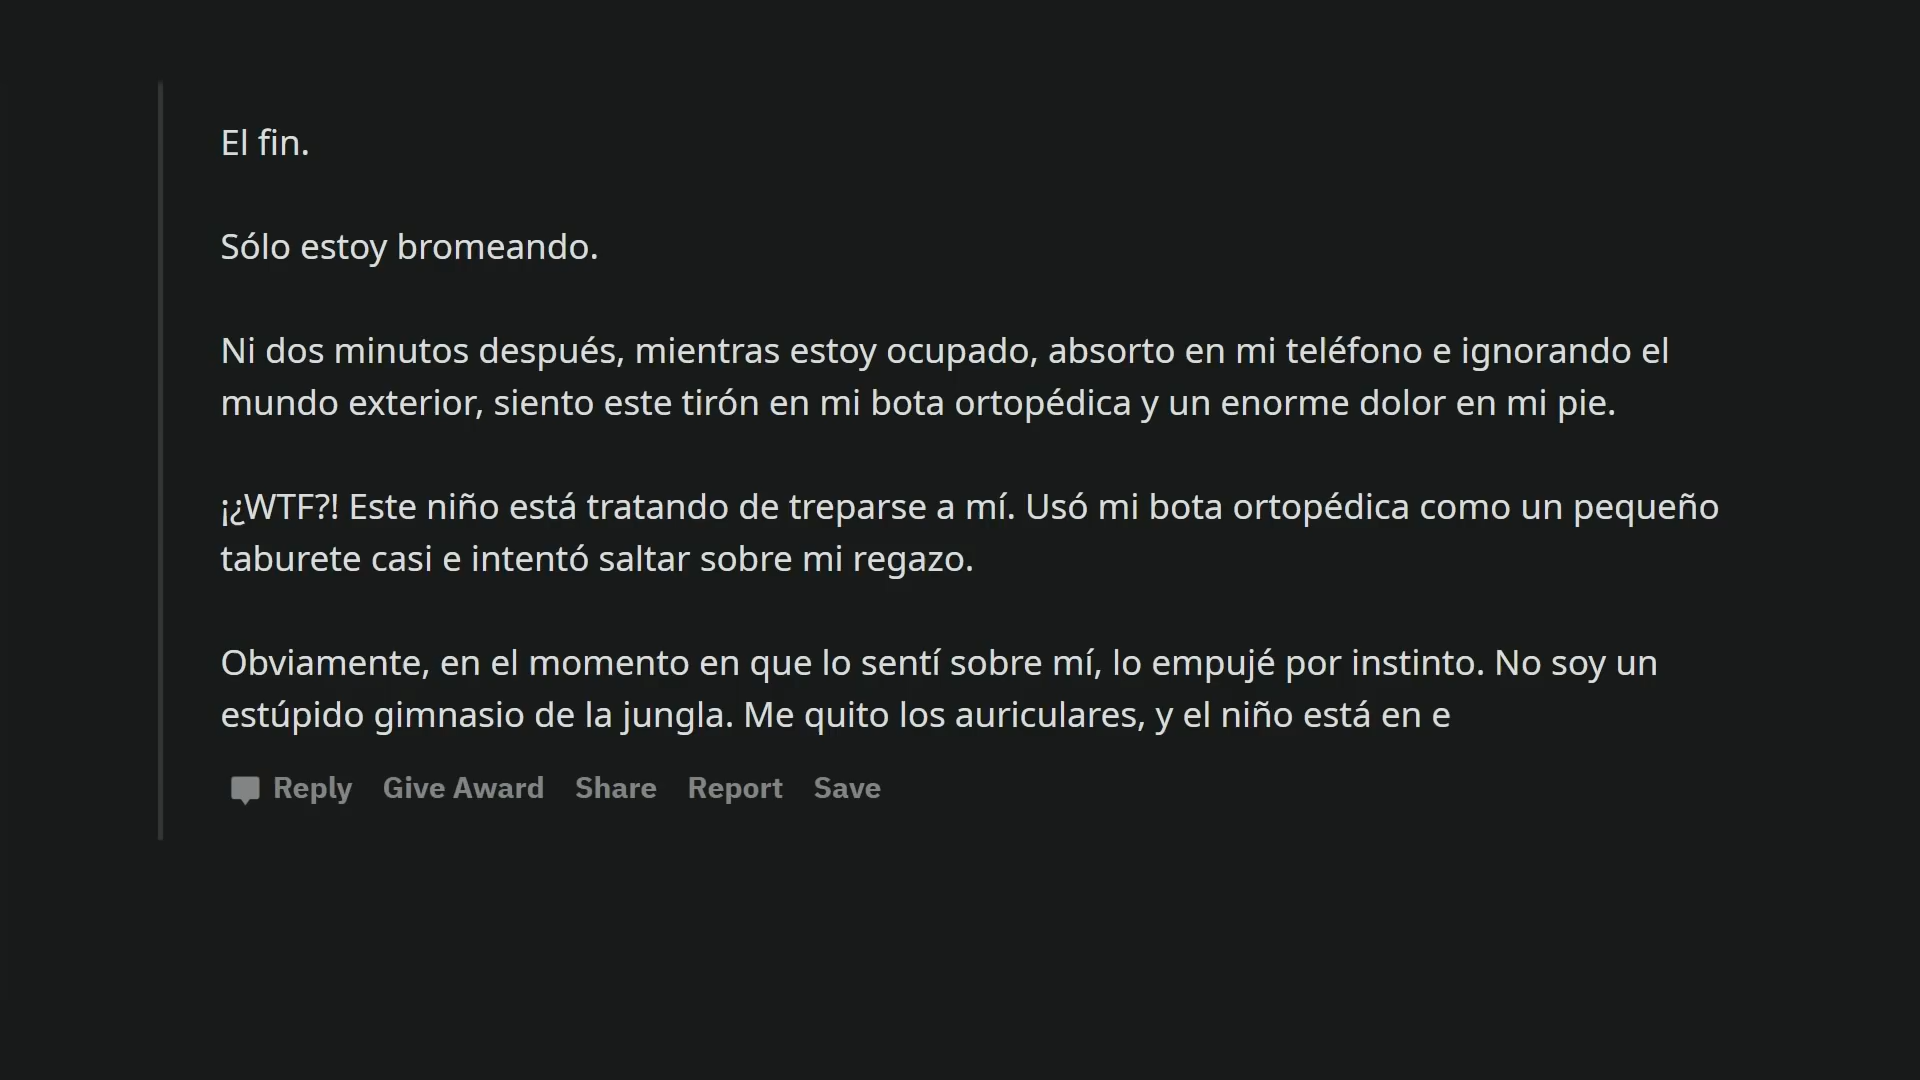 El fin.
Sólo estoy bromeando.
Ni dos minutos después, mientras estoy ocupado, absorto en mi teléfono e ignorando el
mundo exterior, siento este tirón en mi bota ortopédica y un enorme dolor en mi pie.
¡¿WTF?! Este niño está tratando de treparse a mí. Usó mi bota ortopédica como un pequeño
taburete casi e intentó saltar sobre mi regazo.
Obviamente, en el momento en que lo sentí sobre mí, lo empujé por instinto. No soy un
estúpido gimnasio de la jungla. Me quito los auriculares, y el niño está en e
Reply Give Award Share Report Save